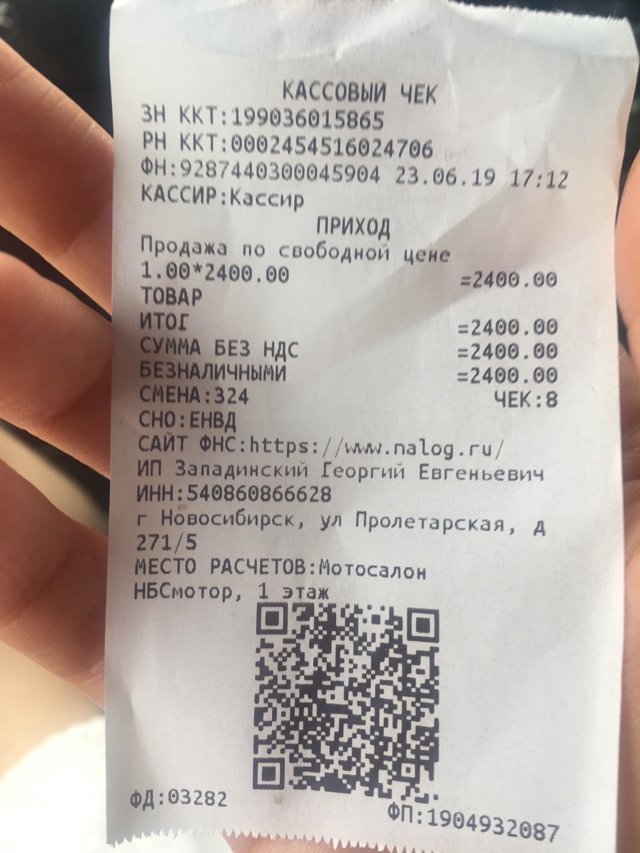 КАССОВЫЙ ЧЕК
ЗН ККТ:199036015865
РН ККТ:0002454516024706
ФН:9287440300045904 23.06.19 17:12
КАССИР:Кассир
ПРИХОД
Продажа по свободной цене
1.00*2400.00 =2400.00
ТОВАР
ИТОГ =2400.00
СУММА БЕЗ НДС =2400.00
БЕЗНАЛИЧНЫМИ =2400.00
СМЕНА:324 ЧЕК:8
СНО:ЕНВД
САЙТ ФНС:https://www.nalog.ru/
ИП Западинский Георгий Евгеньевич
ИНН:540860866628
г Новосибирск, ул Пролетарская, д
271/5
МЕСТО РАСЧЕТОВ:Мотосалон
НБСмотор, 1 этаж
ФД:03282 ФП:1904932087